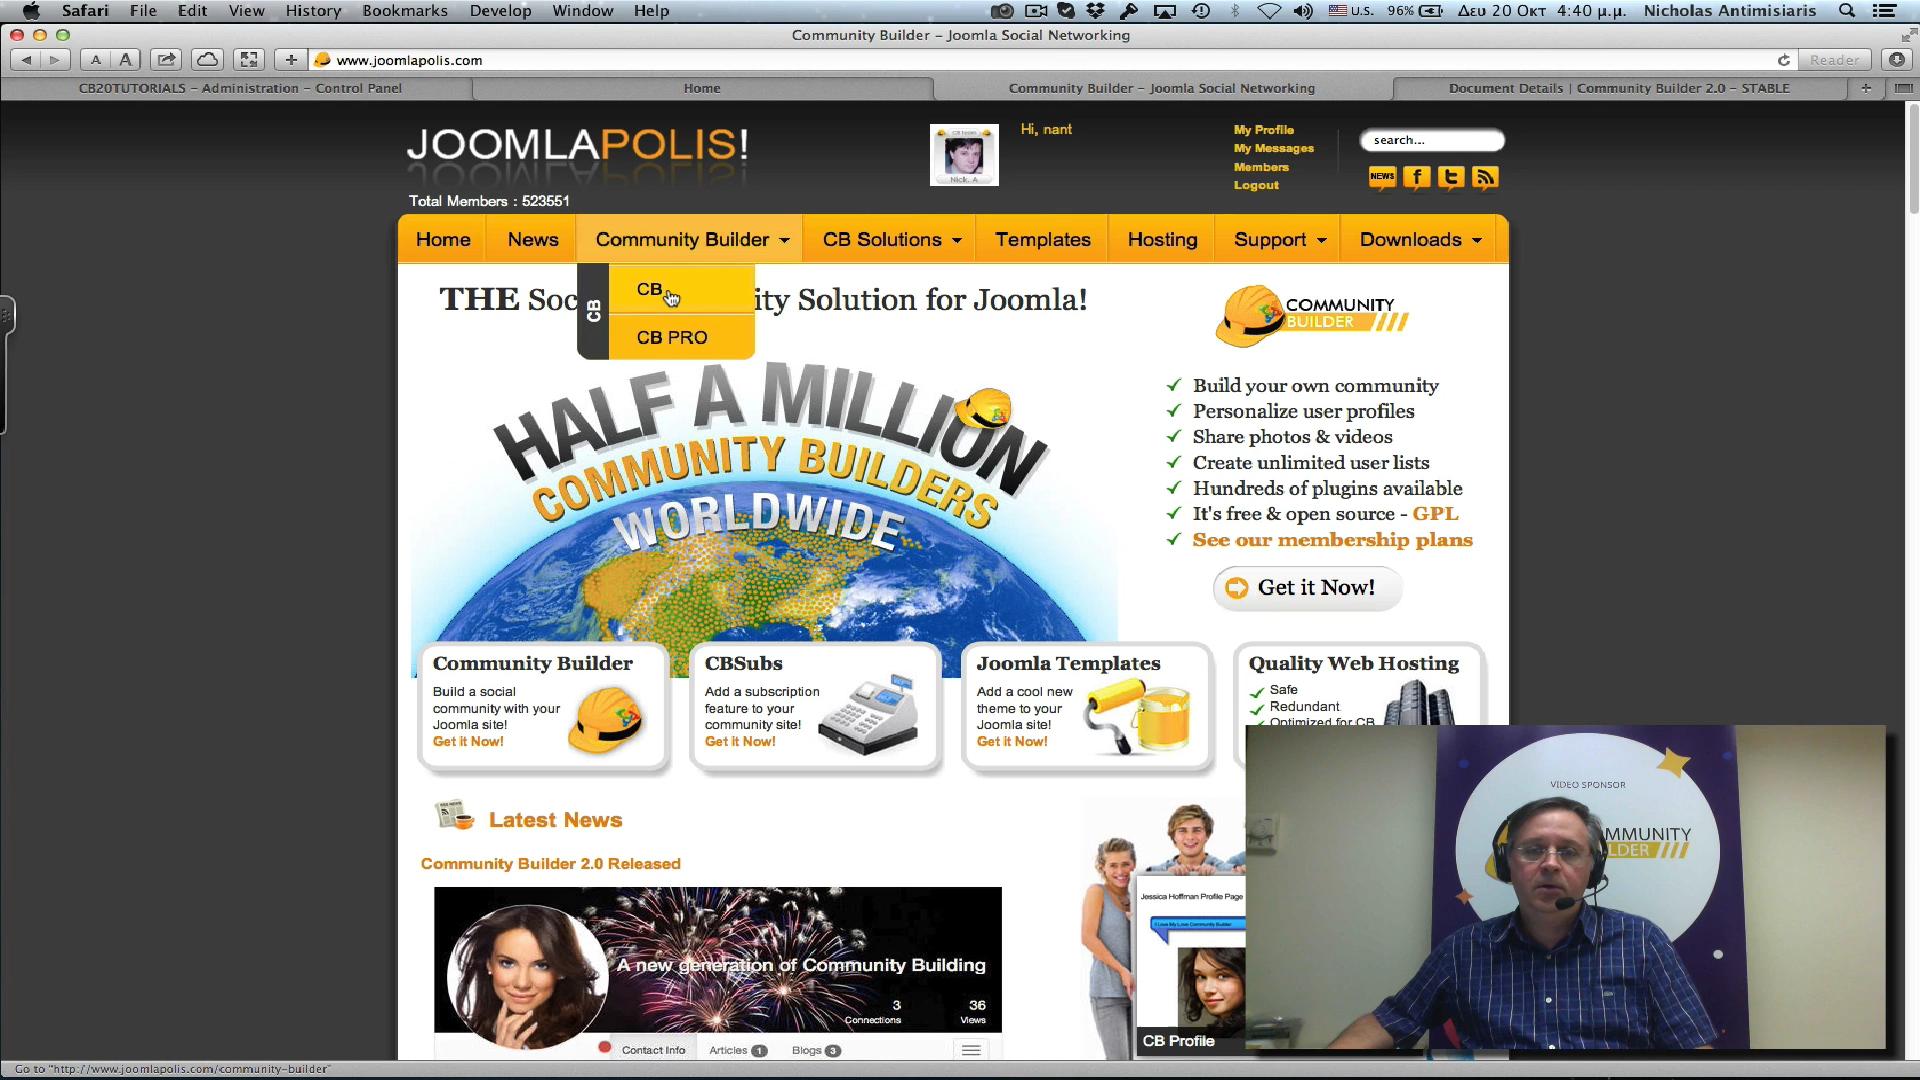 Safari File Edit View History Bookmarks Develop Window Help U.S. 96% Δευ 20 Οκτ 4:40 μ.μ. Nicholas Antimisiaris
Community Builder – Joomla Social Networking
A A + www.joomlapolis.com Reader
CB20TUTORIALS – Administration – Control Panel Home Community Builder – Joomla Social Networking Document Details | Community Builder 2.0 – STABLE +
JOOMLAPOLIS!
Total Members : 523551
CB Team
Nick. A
Hi, nant
My Profile
My Messages
Members
Logout
search...
NEWS f t
Home News Community Builder CB Solutions Templates Hosting Support Downloads
CB
CB
CB PRO
THE Soc ity Solution for Joomla!
HALF A MILLION
COMMUNITY BUILDERS
WORLDWIDE
COMMUNITY
BUILDER
Build your own community
Personalize user profiles
Share photos & videos
Create unlimited user lists
Hundreds of plugins available
It's free & open source - GPL
See our membership plans
Get it Now!
Community Builder
Build a social
community with your
Joomla site!
Get it Now!
CBSubs
Add a subscription
feature to your
community site!
Get it Now!
Joomla Templates
Add a cool new
theme to your
Joomla site!
Get it Now!
Quality Web Hosting
Safe
Redundant
Optimized for CB
Latest News
Community Builder 2.0 Released
A new generation of Community Building
3 36
Connections Views
Contact Info Articles 1 Blogs 3
Jessica Hoffman Profile Page
I Love My Love Community Builder
CB Profile
VIDEO SPONSOR
MMUNITY
LDER
Go to "http://www.joomlapolis.com/community-builder"